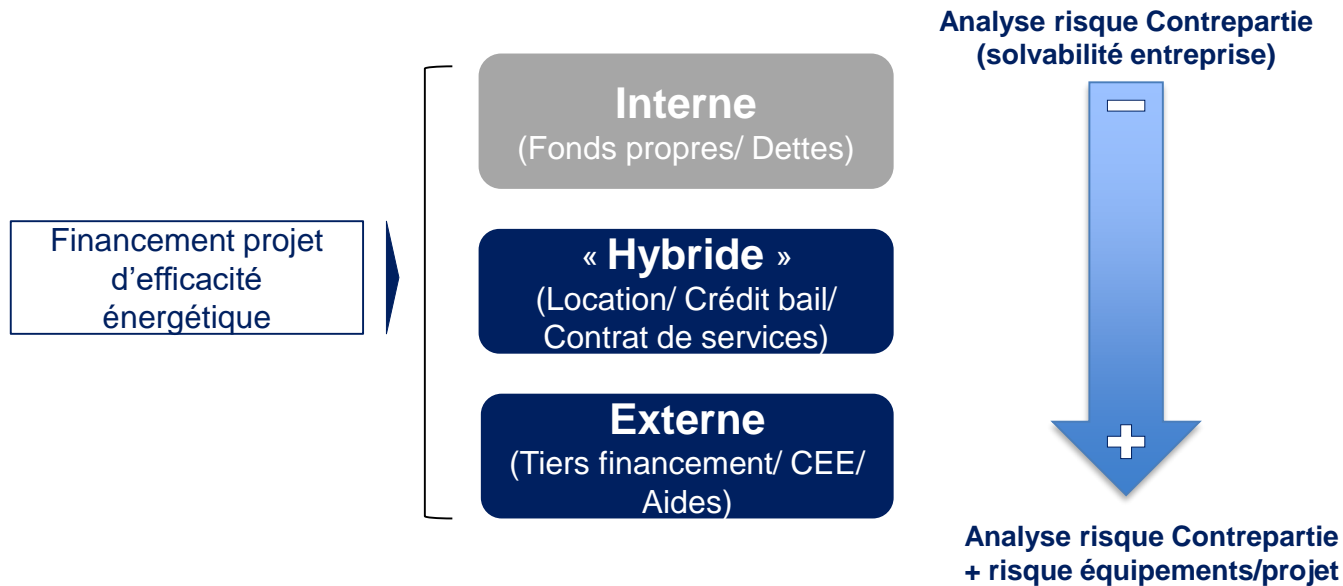 Analyse risque Contrepartie
(solvabilité entreprise)
Interne
(Fonds propres/ Dettes)
Financement projet
d’efficacité
énergétique
« Hybride »
(Location/ Crédit bail/
Contrat de services)
Externe
(Tiers financement/ CEE/
Aides)
Analyse risque Contrepartie
+ risque équipements/projet